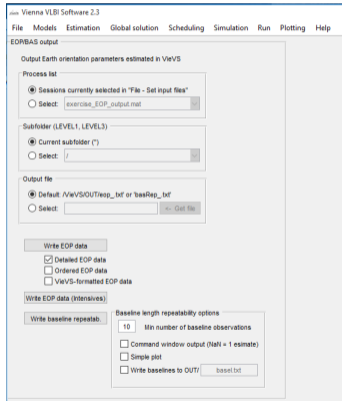 Vienna VLBI Software 2.3
File Models Estimation Global solution Scheduling Simulation Run Plotting Help
EOP/BAS output
Output Earth orientation parameters estimated in VieVS
Process list
Sessions currently selected in "File - Set input files"
Select: exercise_EOP_output.mat
Subfolder (LEVEL1, LEVEL3)
Current subfolder (*)
Select: /
Output file
Default: /VieVS/OUT/eop_.txt' or 'basRep_.txt'
Select: <- Get file
Write EOP data
Detailed EOP data
Ordered EOP data
VieVS-formatted EOP data
Write EOP data (Intensives)
Write baseline repeatab.
Baseline length repeatability options
10 Min number of baseline observations
Command window output (NaN = 1 esimate)
Simple plot
Write baselines to OUT/ basel.txt